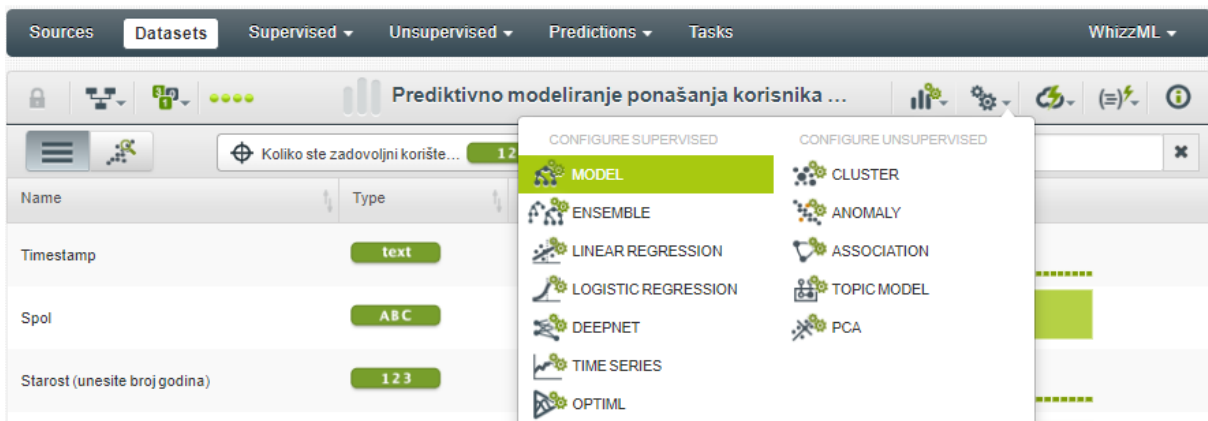 Sources Datasets Supervised Unsupervised Predictions Tasks WhizzML
Prediktivno modeliranje ponašanja korisnika ...
Koliko ste zadovoljni korište... 12
Name Type
Timestamp text
Spol ABC
Starost (unesite broj godina) 123
CONFIGURE SUPERVISED
MODEL
ENSEMBLE
LINEAR REGRESSION
LOGISTIC REGRESSION
DEEPNET
TIME SERIES
OPTIML
CONFIGURE UNSUPERVISED
CLUSTER
ANOMALY
ASSOCIATION
TOPIC MODEL
PCA